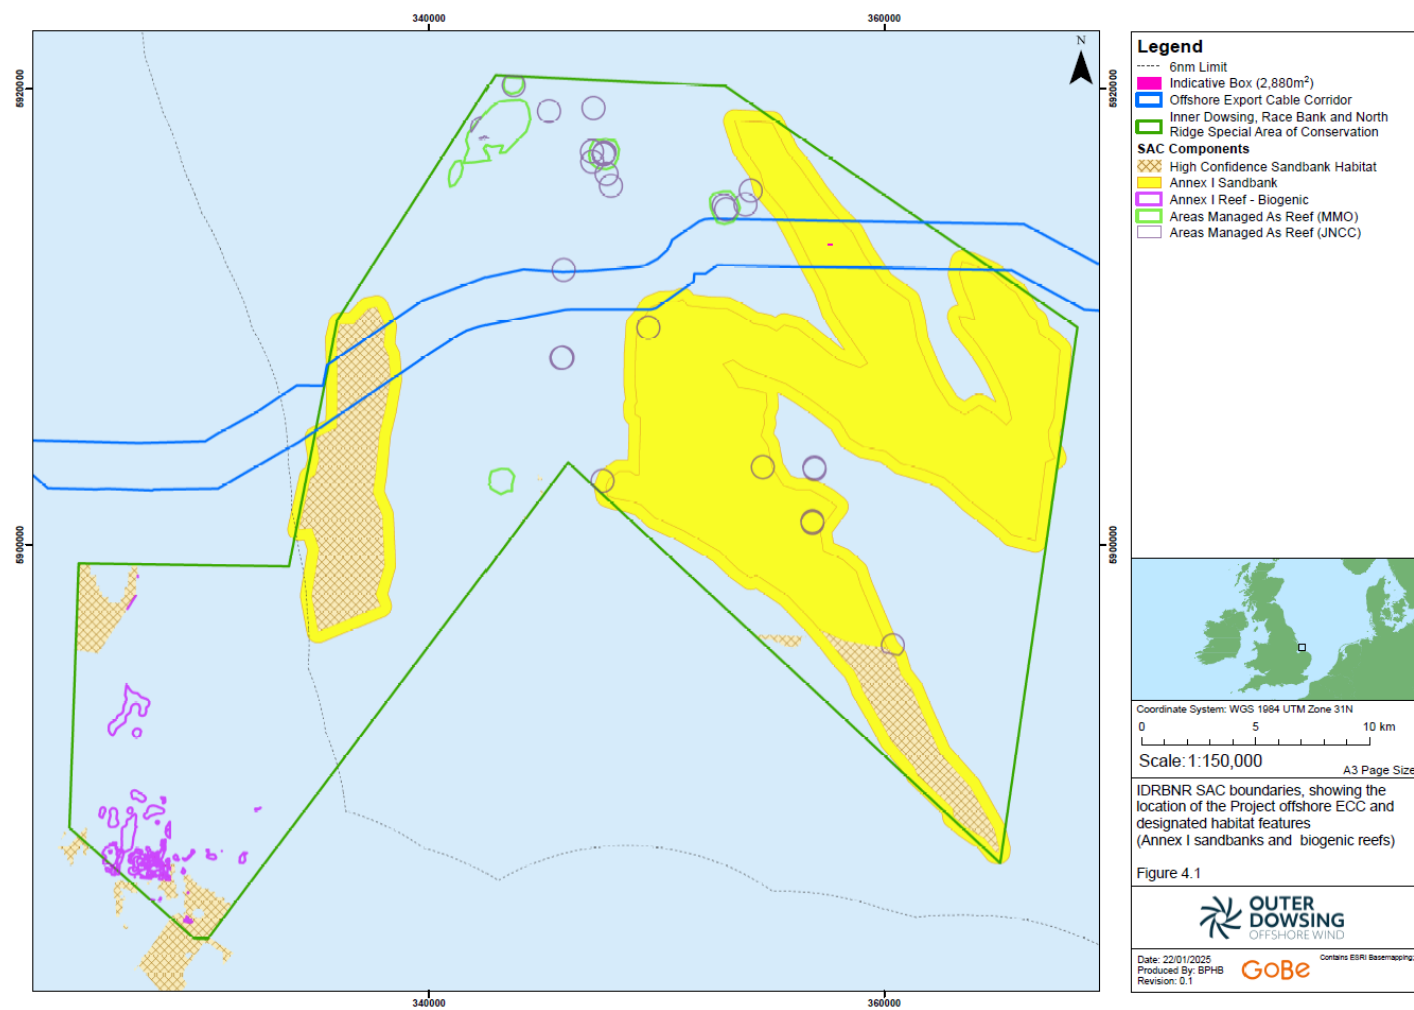 340000
360000
5920000
5920000
5900000
5900000
340000
360000
N
Legend
6nm Limit
Indicative Box (2,880m²)
Offshore Export Cable Corridor
Inner Dowsing, Race Bank and North
Ridge Special Area of Conservation
SAC Components
High Confidence Sandbank Habitat
Annex I Sandbank
Annex I Reef - Biogenic
Areas Managed As Reef (MMO)
Areas Managed As Reef (JNCC)
Coordinate System: WGS 1984 UTM Zone 31N
0 5 10 km
Scale:1:150,000
A3 Page Size
IDRBNR SAC boundaries, showing the
location of the Project offshore ECC and
designated habitat features
(Annex I sandbanks and biogenic reefs)
Figure 4.1
OUTER
DOWSING
OFFSHORE WIND
Date: 22/01/2025
Produced By: BPHB
Revision: 0.1
GoBe
Contains ESRI Basemapping;